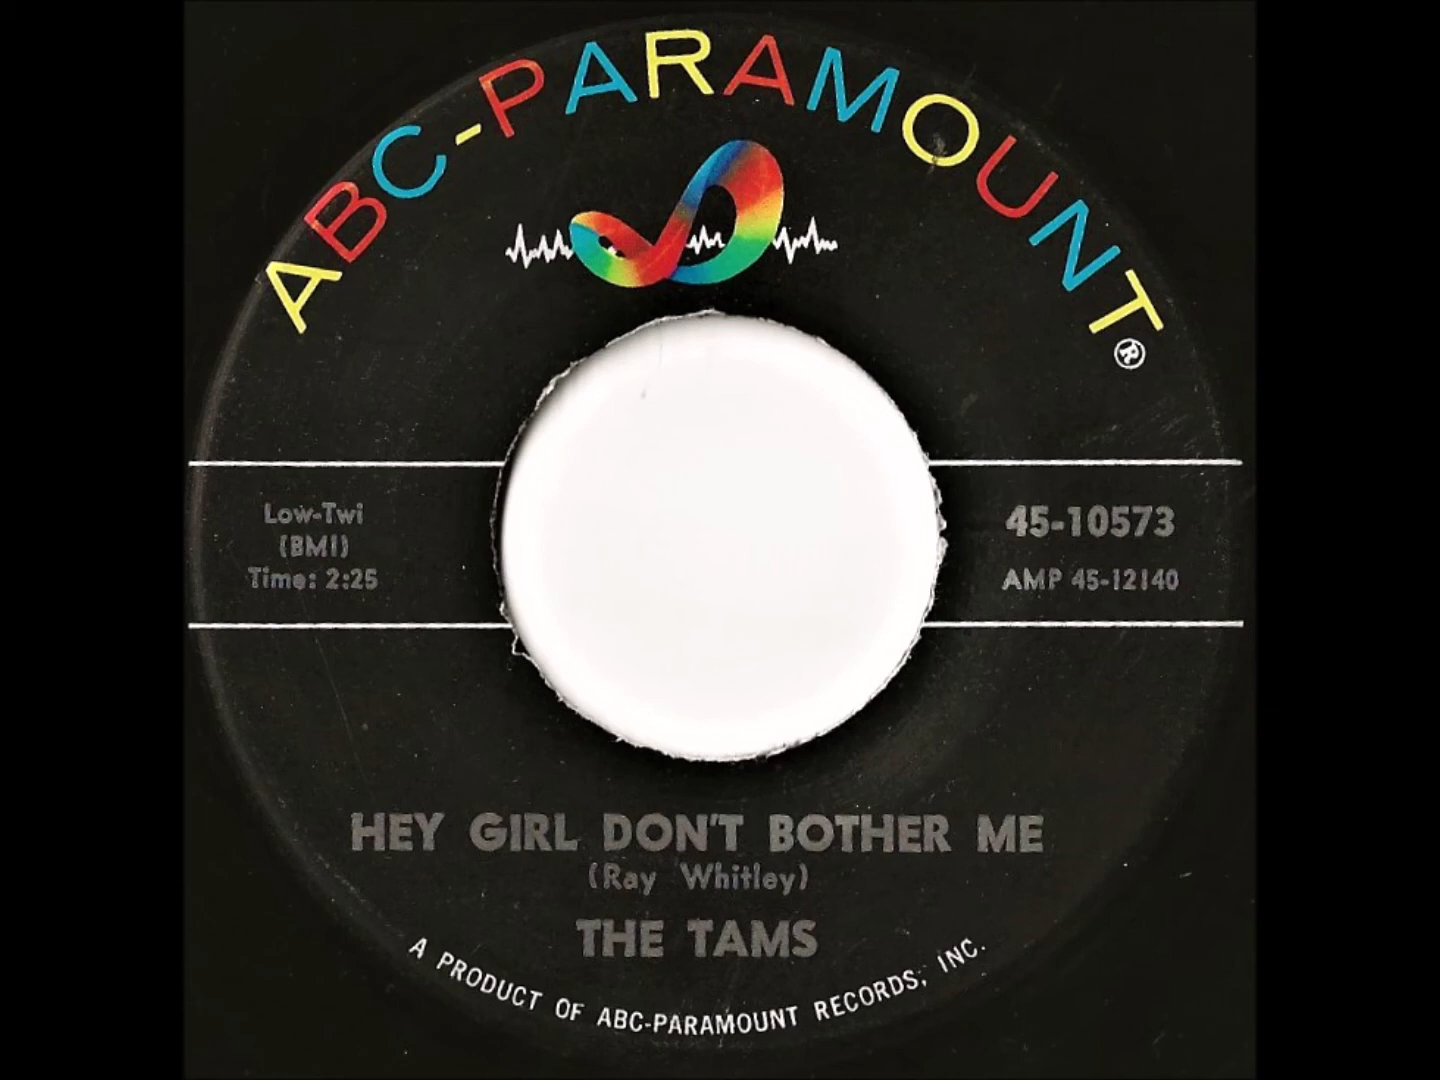 ABC-PARAMOUNT®
Low-Twi
(BMI)
Time: 2:25
45-10573
AMP 45-12140
HEY GIRL DON'T BOTHER ME
(Ray Whitley)
THE TAMS
A PRODUCT OF ABC-PARAMOUNT RECORDS, INC.